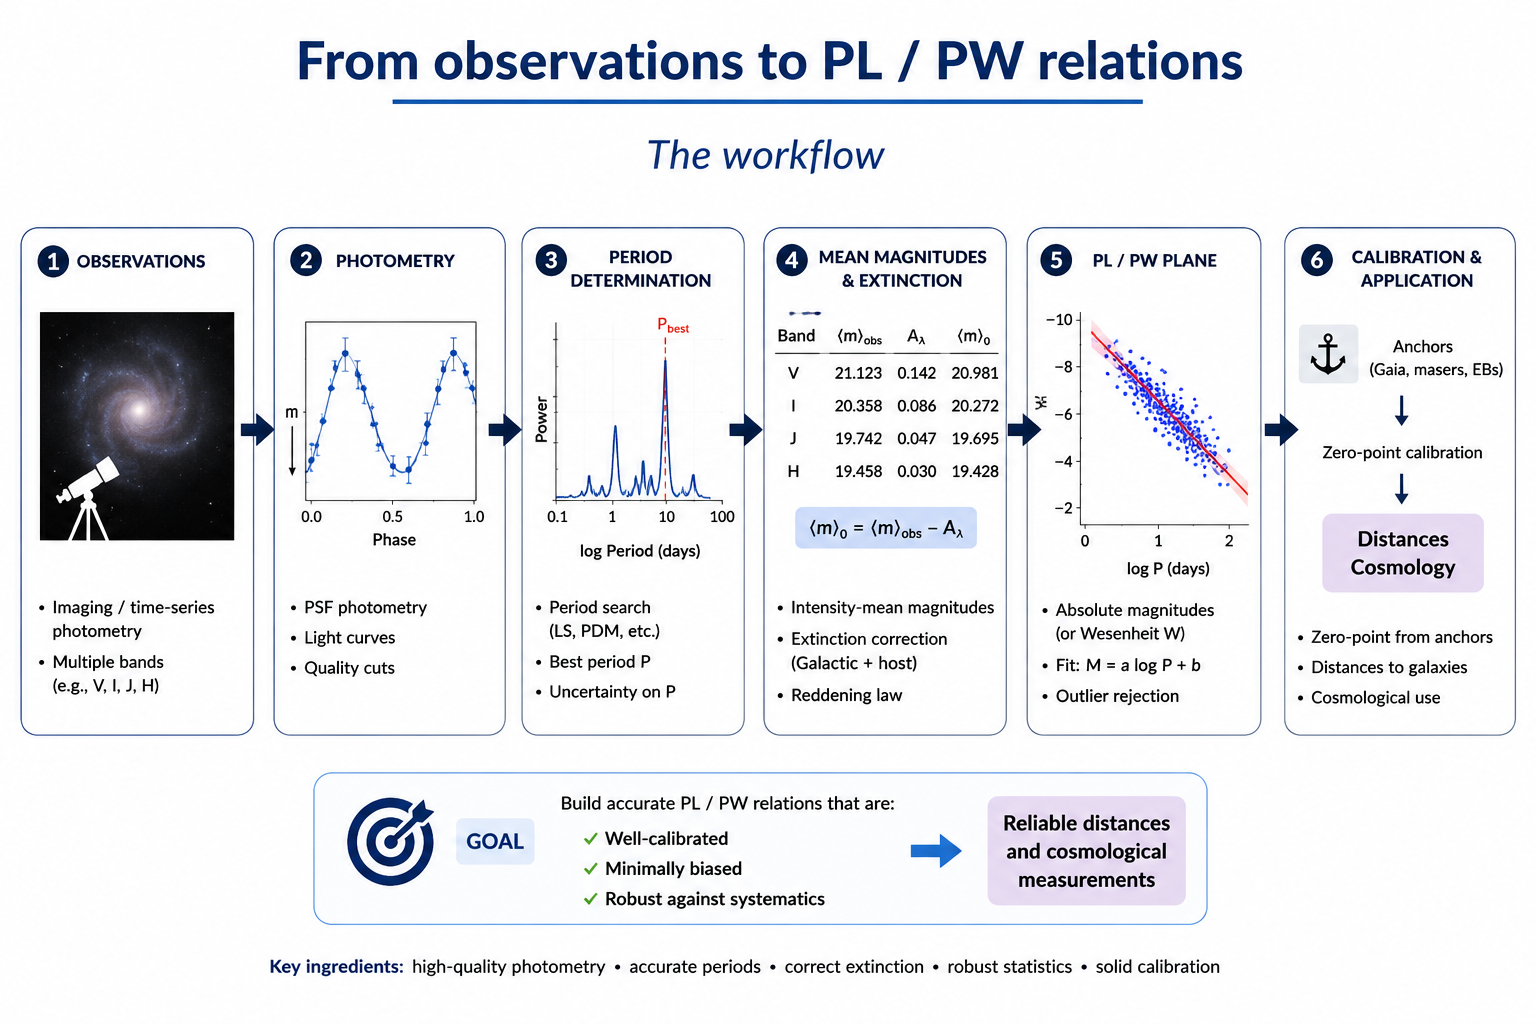 From observations to PL / PW relations
The workflow
1 OBSERVATIONS
• Imaging / time-series
photometry
• Multiple bands
(e.g., V, I, J, H)
2 PHOTOMETRY
m
0.0 0.5 1.0
Phase
• PSF photometry
• Light curves
• Quality cuts
3 PERIOD
DETERMINATION
P_best
Power
0.1 1 10 100
log Period (days)
• Period search
(LS, PDM, etc.)
• Best period P
• Uncertainty on P
4 MEAN MAGNITUDES
& EXTINCTION
Band ⟨m⟩obs Aλ ⟨m⟩0
V 21.123 0.142 20.981
I 20.358 0.086 20.272
J 19.742 0.047 19.695
H 19.458 0.030 19.428
⟨m⟩0 = ⟨m⟩obs − Aλ
• Intensity-mean magnitudes
• Extinction correction
(Galactic + host)
• Reddening law
5 PL / PW PLANE
−10
−8
−6
−4
−2
0 1 2
log P (days)
• Absolute magnitudes
(or Wesenheit W)
• Fit: M = a log P + b
• Outlier rejection
6 CALIBRATION &
APPLICATION
Anchors
(Gaia, masers, EBs)
Zero-point calibration
Distances
Cosmology
• Zero-point from anchors
• Distances to galaxies
• Cosmological use
GOAL
Build accurate PL / PW relations that are:
✓ Well-calibrated
✓ Minimally biased
✓ Robust against systematics
Reliable distances
and cosmological
measurements
Key ingredients: high-quality photometry • accurate periods • correct extinction • robust statistics • solid calibration